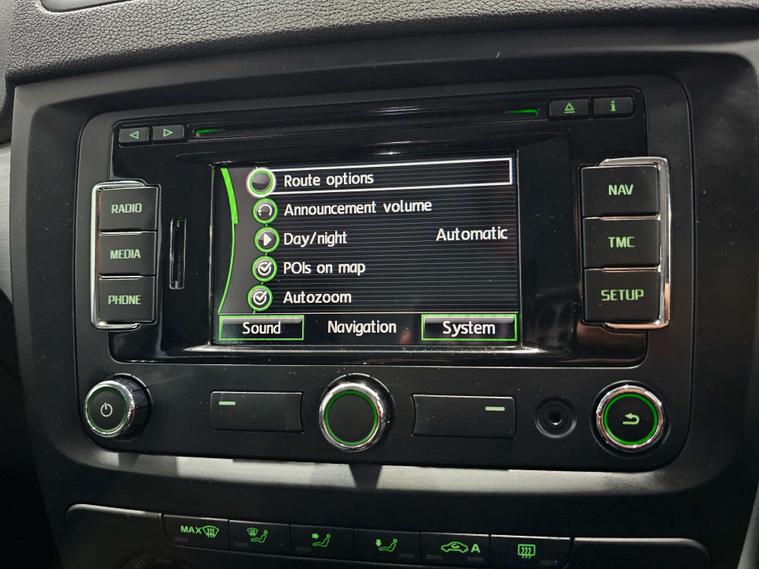 i
RADIO
MEDIA
PHONE
Route options
Announcement volume
Day/night Automatic
POIs on map
Autozoom
Sound Navigation System
NAV
TMC
SETUP
MAX
A